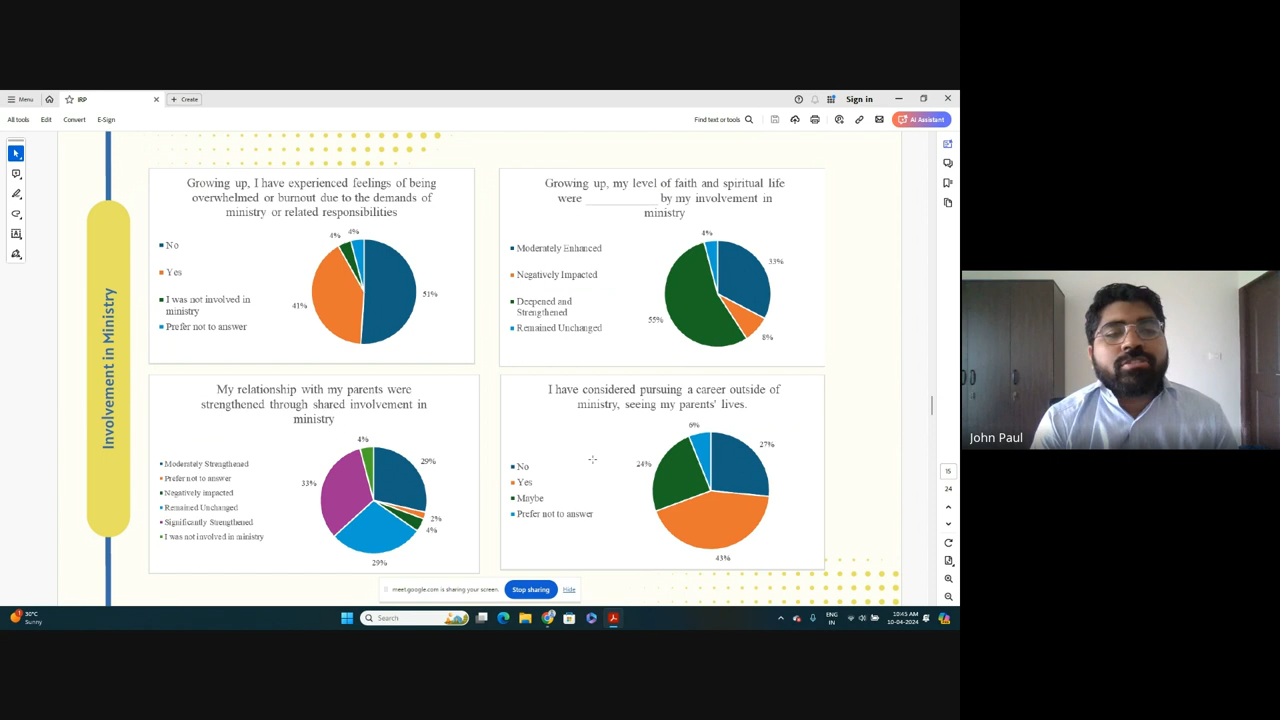 Menu
IRP
Create
Sign in
All tools
Edit
Convert
E-Sign
Find text or tools
AI Assistant
Involvement in Ministry
Growing up, I have experienced feelings of being
overwhelmed or burnout due to the demands of
ministry or related responsibilities
No
Yes
I was not involved in
ministry
Prefer not to answer
4%
4%
41%
51%
Growing up, my level of faith and spiritual life
were __________ by my involvement in
ministry
Moderately Enhanced
Negatively Impacted
Deepened and
Strengthened
Remained Unchanged
4%
33%
55%
8%
My relationship with my parents were
strengthened through shared involvement in
ministry
Moderately Strengthened
Prefer not to answer
Negatively impacted
Remained Unchanged
Significantly Strengthened
I was not involved in ministry
4%
29%
33%
2%
4%
29%
I have considered pursuing a career outside of
ministry, seeing my parents' lives.
No
Yes
Maybe
Prefer not to answer
6%
27%
24%
43%
15
24
meet.google.com is sharing your screen.
Stop sharing
Hide
John Paul
30°C
Sunny
Search
ENG
IN
10:45 AM
10-04-2024